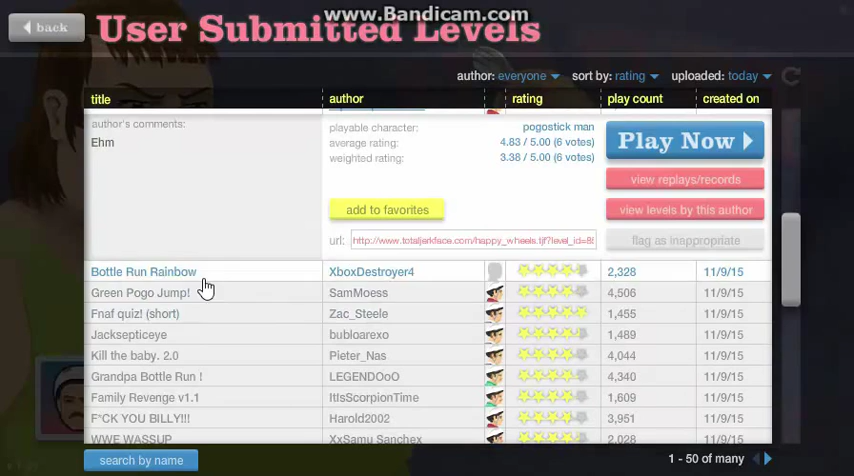 www.Bandicam.com
back
User Submitted Levels
author: everyone sort by: rating uploaded: today
title author rating play count created on
author's comments:
Ehm
playable character: pogostick man
average rating: 4.83 / 5.00 (6 votes)
weighted rating: 3.38 / 5.00 (6 votes)
Play Now
view replays/records
add to favorites
view levels by this author
url: http://www.totaljerkface.com/happy_wheels.tjf?level_id=8
flag as inappropriate
Bottle Run Rainbow XboxDestroyer4 2,328 11/9/15
Green Pogo Jump! SamMoess 4,506 11/9/15
Fnaf quiz! (short) Zac_Steele 1,455 11/9/15
Jacksepticeye bubloarexo 1,489 11/9/15
Kill the baby. 2.0 Pieter_Nas 4,044 11/9/15
Grandpa Bottle Run ! LEGENDOoO 4,340 11/9/15
Family Revenge v1.1 ItIsScorpionTime 1,609 11/9/15
F*CK YOU BILLY!!! Harold2002 3,951 11/9/15
WWE WASSUP XxSamu Sanchex 2,028 11/9/15
search by name
1 - 50 of many